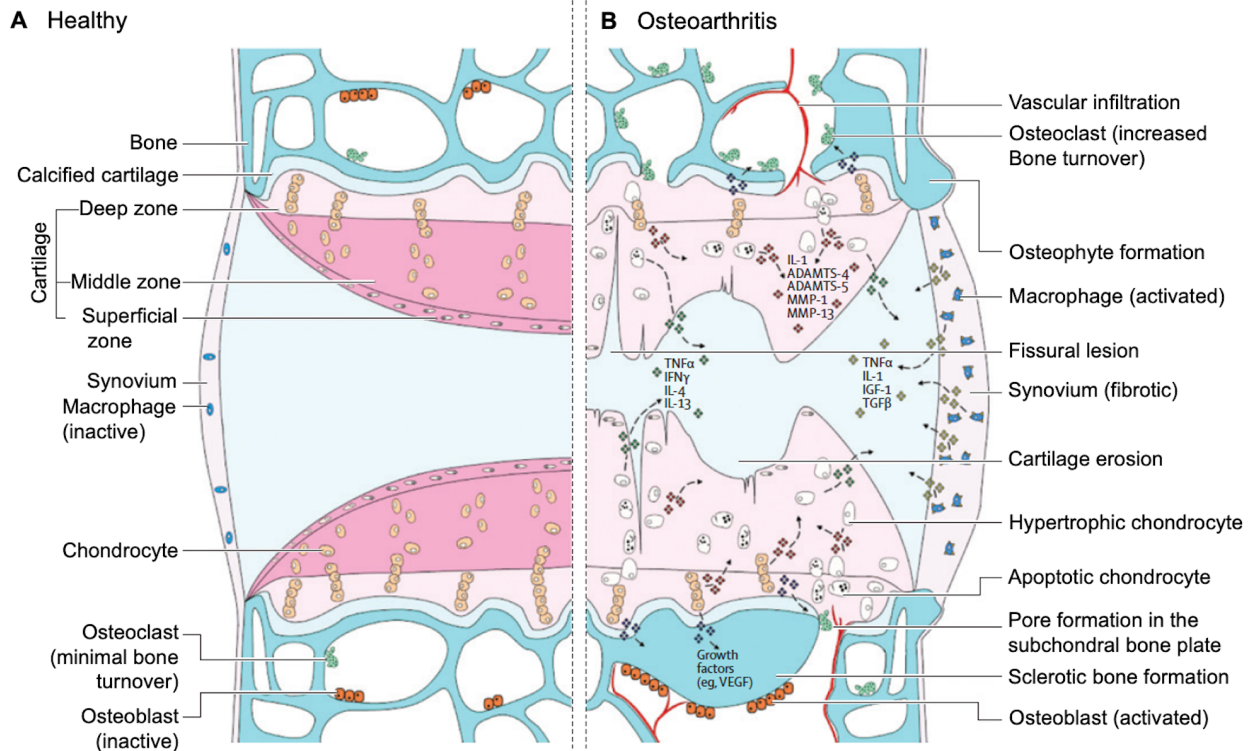 A Healthy
Bone
Calcified cartilage
Deep zone
Cartilage
Middle zone
Superficial
zone
Synovium
Macrophage
(inactive)
Chondrocyte
Osteoclast
(minimal bone
turnover)
Osteoblast
(inactive)
B Osteoarthritis
IL-1
ADAMTS-4
ADAMTS-5
MMP-1
MMP-13
TNFα
IFNγ
IL-4
IL-13
TNFα
IL-1
IGF-1
TGFβ
Growth
factors
(eg, VEGF)
Vascular infiltration
Osteoclast (increased
Bone turnover)
Osteophyte formation
Macrophage (activated)
Fissural lesion
Synovium (fibrotic)
Cartilage erosion
Hypertrophic chondrocyte
Apoptotic chondrocyte
Pore formation in the
subchondral bone plate
Sclerotic bone formation
Osteoblast (activated)